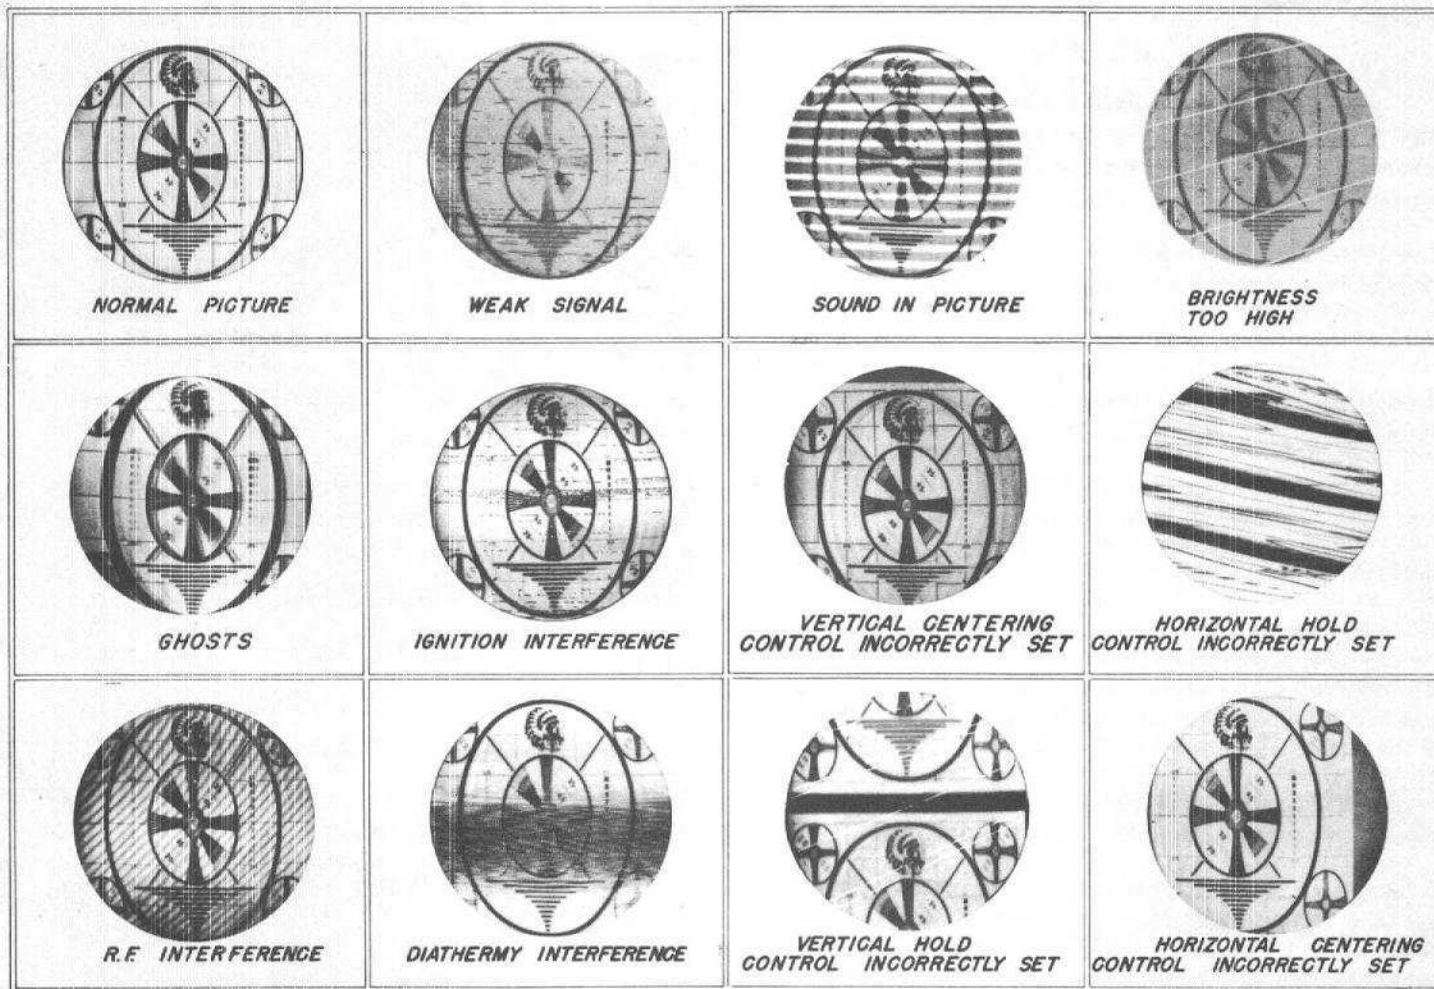 NORMAL PICTURE
WEAK SIGNAL
SOUND IN PICTURE
BRIGHTNESS
TOO HIGH
GHOSTS
IGNITION INTERFERENCE
VERTICAL CENTERING
CONTROL INCORRECTLY SET
HORIZONTAL HOLD
CONTROL INCORRECTLY SET
R.F. INTERFERENCE
DIATHERMY INTERFERENCE
VERTICAL HOLD
CONTROL INCORRECTLY SET
HORIZONTAL CENTERING
CONTROL INCORRECTLY SET